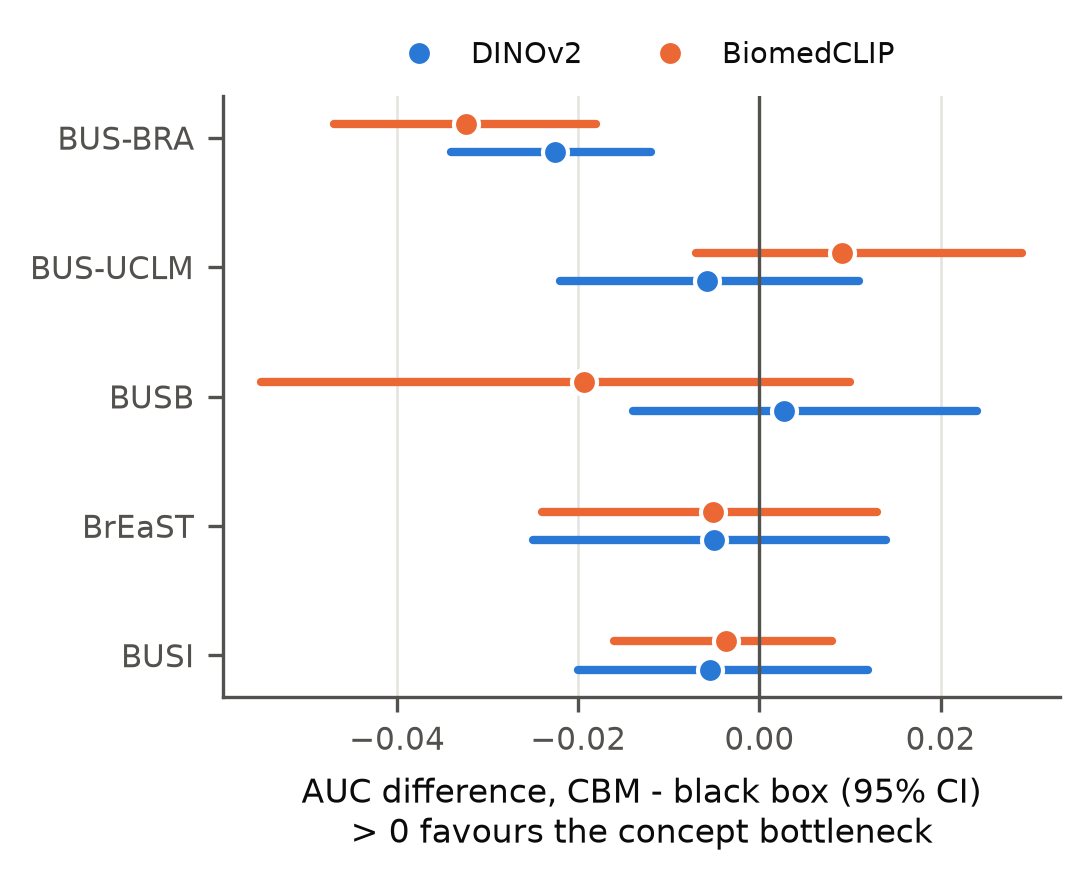 DINOv2 BiomedCLIP
BUS-BRA
BUS-UCLM
BUSB
BrEaST
BUSI
−0.04 −0.02 0.00 0.02
AUC difference, CBM - black box (95% CI)
> 0 favours the concept bottleneck